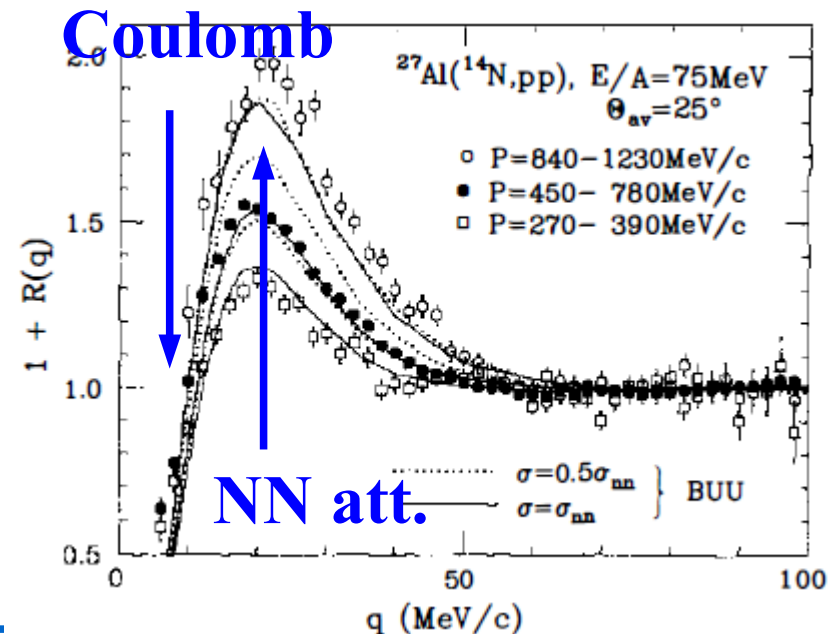 Coulomb
2.0
²⁷Al(¹⁴N,pp), E/A=75MeV
Θav=25°
○ P=840-1230MeV/c
● P=450- 780MeV/c
□ P=270- 390MeV/c
1.5
1 + R(q)
1.0
NN att.
σ=0.5σnn
σ=σnn
} BUU
0.5
0
50
100
q (MeV/c)